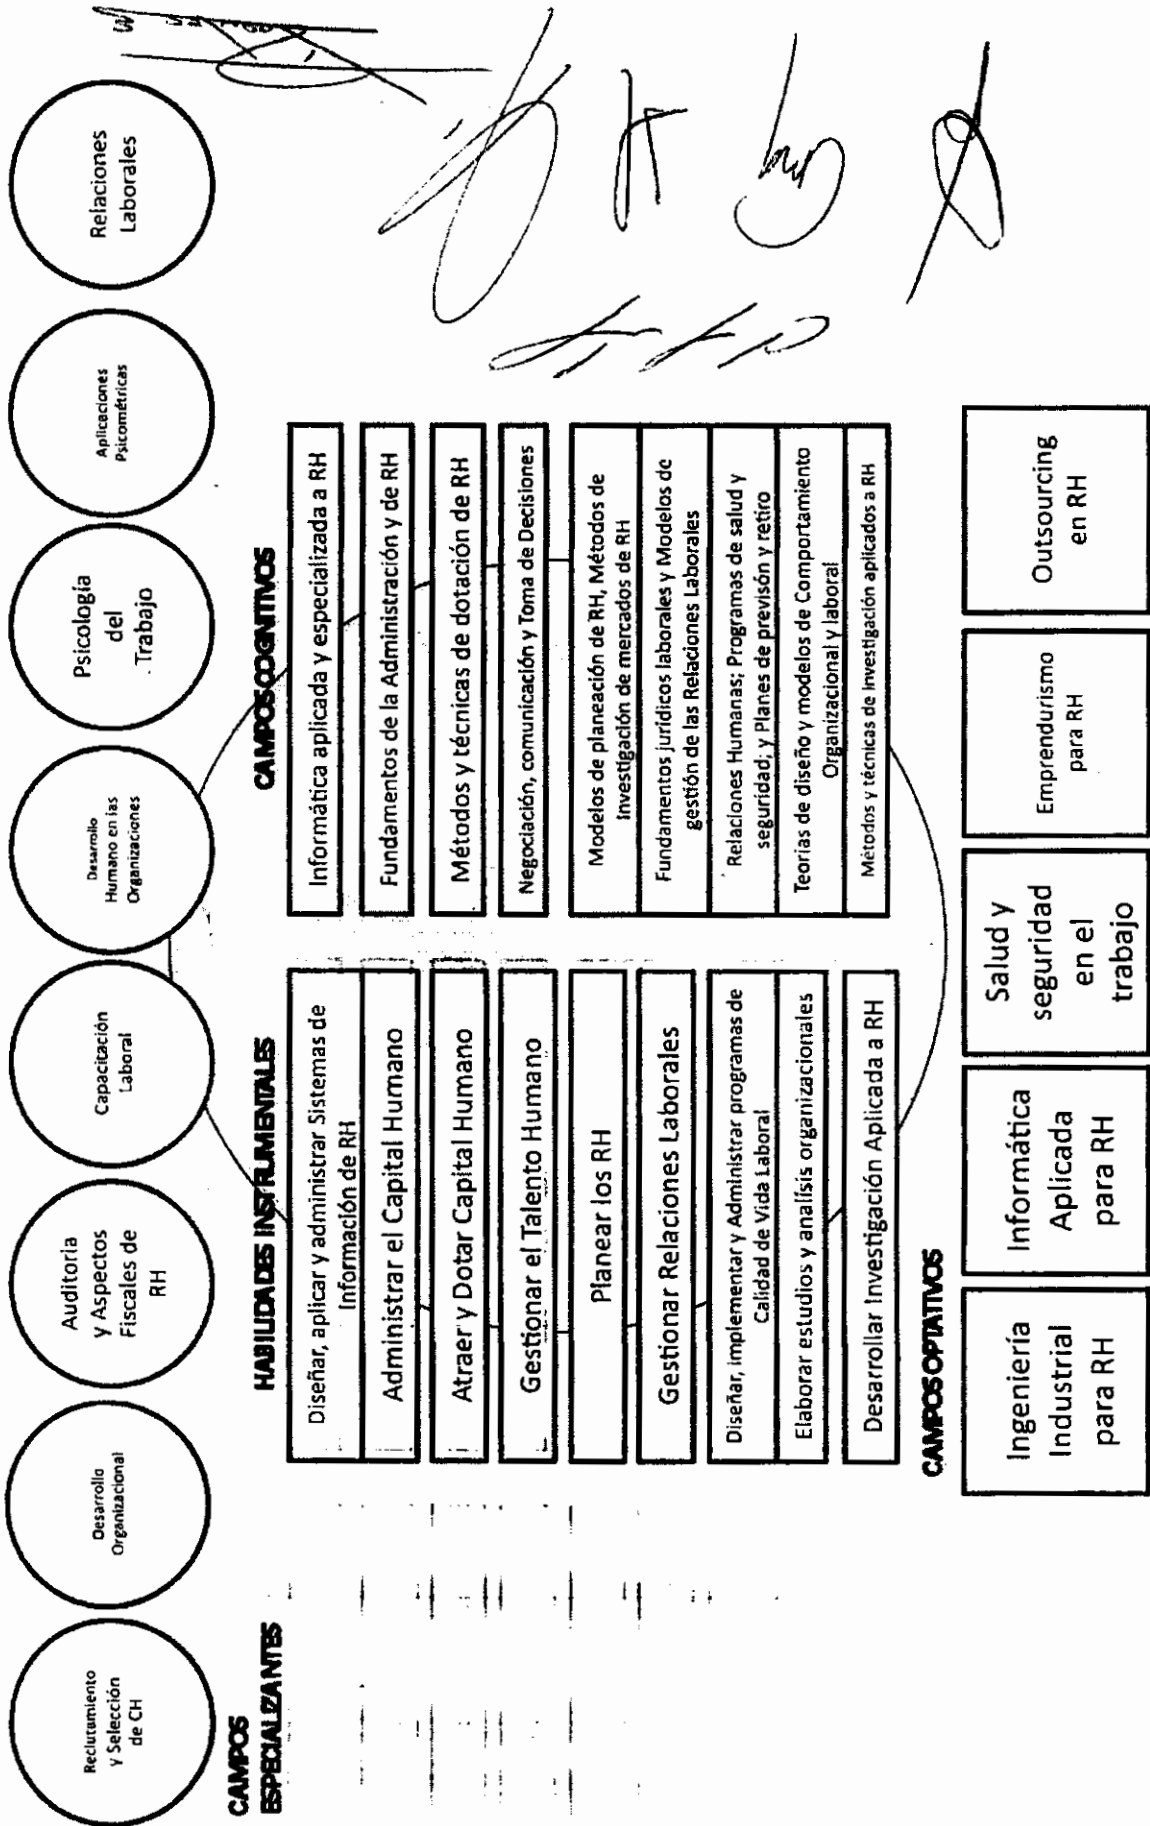 Reclutamiento
y Selección
de CH
Desarrollo
Organizacional
Auditoria
y Aspectos
Fiscales de
RH
Capacitación
Laboral
Desarrollo
Humano en ias
Organizaciones
Psicología
del
Trabajo
Aplicaciones
Psicométricas
Relaciones
Laborales
CAMPOS
ESPECIALIZANTES
HABILIDADES INSTRUMENTALES
Diseñar, aplicar y administrar Sistemas de
Información de RH
Administrar el Capital Humano
Atraer y Dotar Capital Humano
Gestionar el Talento Humano
Planear los RH
Gestionar Relaciones Laborales
Diseñar, implementar y Administrar programas de
Calidad de Vida Laboral
Elaborar estudios y analísis organizacionales
Desarrollar Investigación Aplicada a RH
CAMPOS COGNITIVOS
Informática aplicada y especializada a RH
Fundamentos de la Administración y de RH
Métodos y técnicas de dotación de RH
Negociación, comunicación y Toma de Decisiones
Modelos de planeación de RH, Métodos de
Investigación de mercados de RH
Fundamentos jurídicos laborales y Modelos de
gestión de las Relaciones Laborales
Relaciones Humanas; Programas de salud y
seguridad; y Planes de previsón y retiro
Teorías de diseño y modelos de Comportamiento
Organizacional y laboral
Métodos y técnicas de Investigación aplicados a RH
CAMPOS OPTATIVOS
Ingeniería
Industrial
para RH
Informática
Aplicada
para RH
Salud y
seguridad
en el
trabajo
Emprendurismo
para RH
Outsourcing
en RH